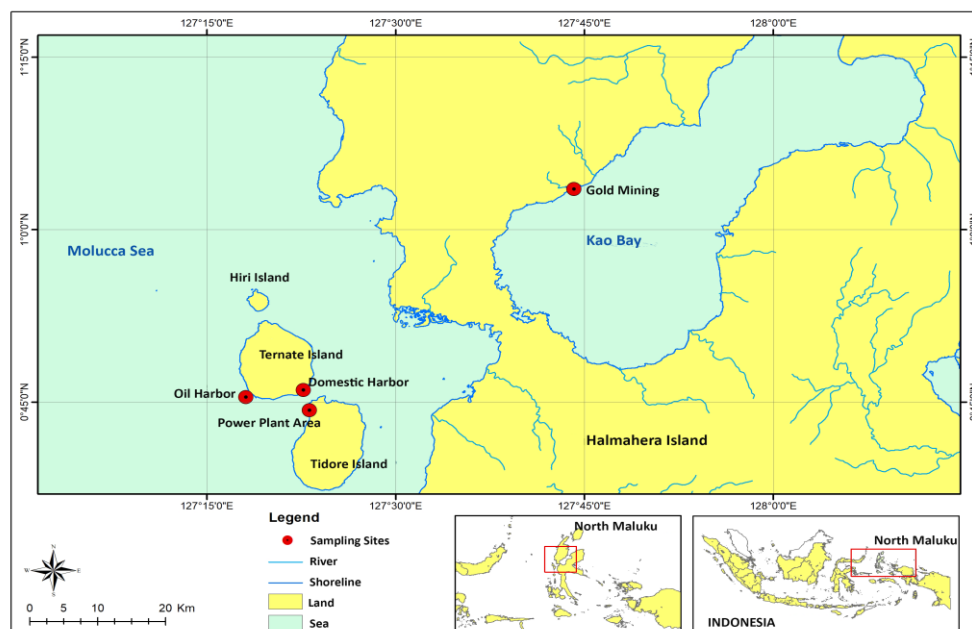 127°15'0"E 127°30'0"E 127°45'0"E 128°0'0"E
1°15'0"N
Gold Mining
1°0'0"N
Molucca Sea
Kao Bay
Hiri Island
Ternate Island
Domestic Harbor
Oil Harbor
0°45'0"N
Power Plant Area
Halmahera Island
Tidore Island
127°15'0"E 127°30'0"E 127°45'0"E 128°0'0"E
Legend
Sampling Sites
River
Shoreline
Land
Sea
N
W E
S
0 10 20 Km
North Maluku
North Maluku
INDONESIA